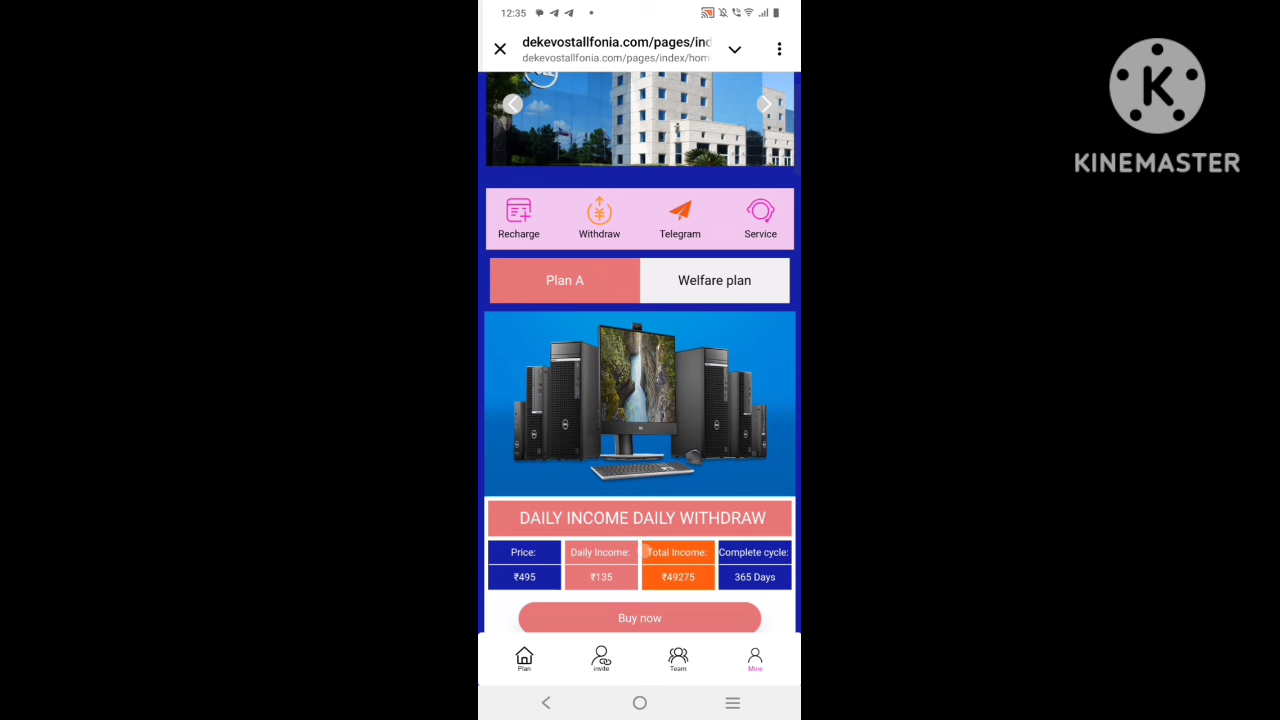 12:35
dekevostallfonia.com/pages/ind
dekevostallfonia.com/pages/index/hom
KINEMASTER
Recharge Withdraw Telegram Service
Plan A Welfare plan
DAILY INCOME DAILY WITHDRAW
Price: Daily Income: Total Income: Complete cycle:
₹495 ₹135 ₹49275 365 Days
Buy now
Plan invite Team Mine